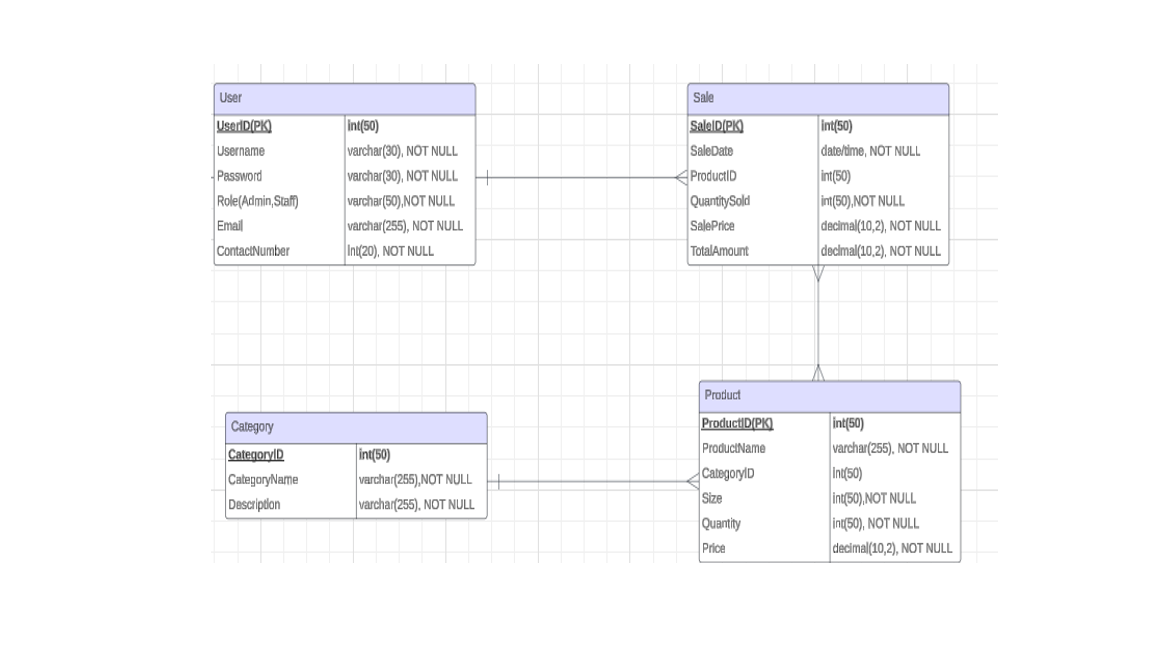 User
UserID(PK) int(50)
Username varchar(30), NOT NULL
Password varchar(30), NOT NULL
Role(Admin,Staff) varchar(50),NOT NULL
Email varchar(255), NOT NULL
ContactNumber int(20), NOT NULL
Sale
SaleID(PK) int(50)
SaleDate date/time, NOT NULL
ProductID int(50)
QuantitySold int(50),NOT NULL
SalePrice decimal(10,2), NOT NULL
TotalAmount decimal(10,2), NOT NULL
Category
CategoryID int(50)
CategoryName varchar(255),NOT NULL
Description varchar(255), NOT NULL
Product
ProductID(PK) int(50)
ProductName varchar(255), NOT NULL
CategoryID int(50)
Size int(50),NOT NULL
Quantity int(50), NOT NULL
Price decimal(10,2), NOT NULL